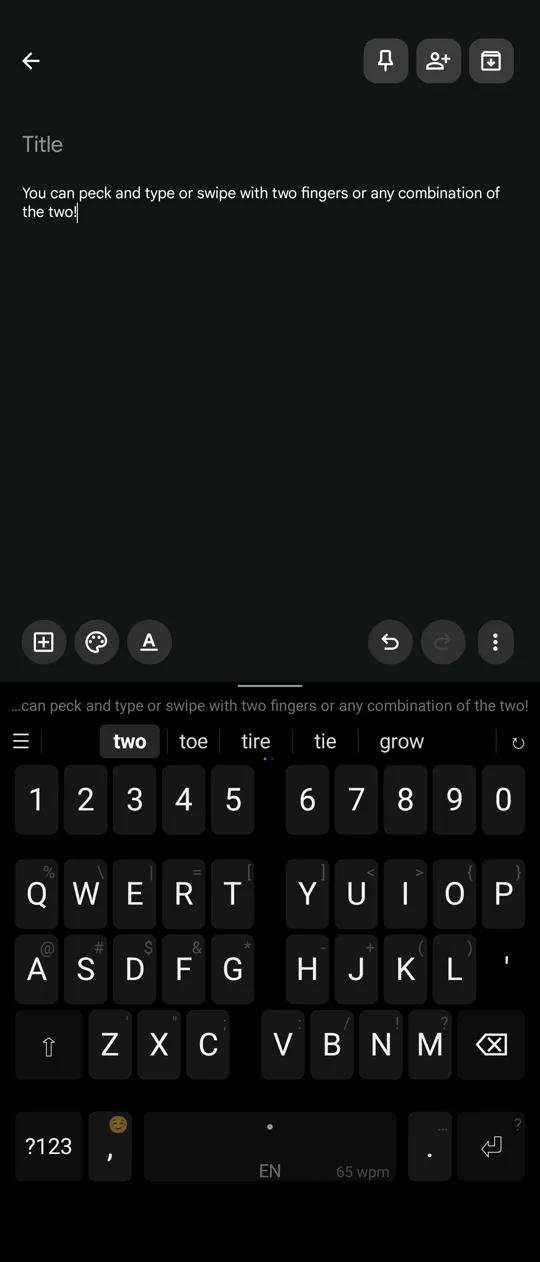 Title
You can peck and type or swipe with two fingers or any combination of
the two!
...can peck and type or swipe with two fingers or any combination of the two!
two toe tire tie grow
1 2 3 4 5 6 7 8 9 0
% \ | = [ ] < > { }
Q W E R T Y U I O P
@ # $ & * - + ( )
A S D F G H J K L '
' " ; : / ! ?
Z X C V B N M
... ?
?123 , .
EN 65 wpm